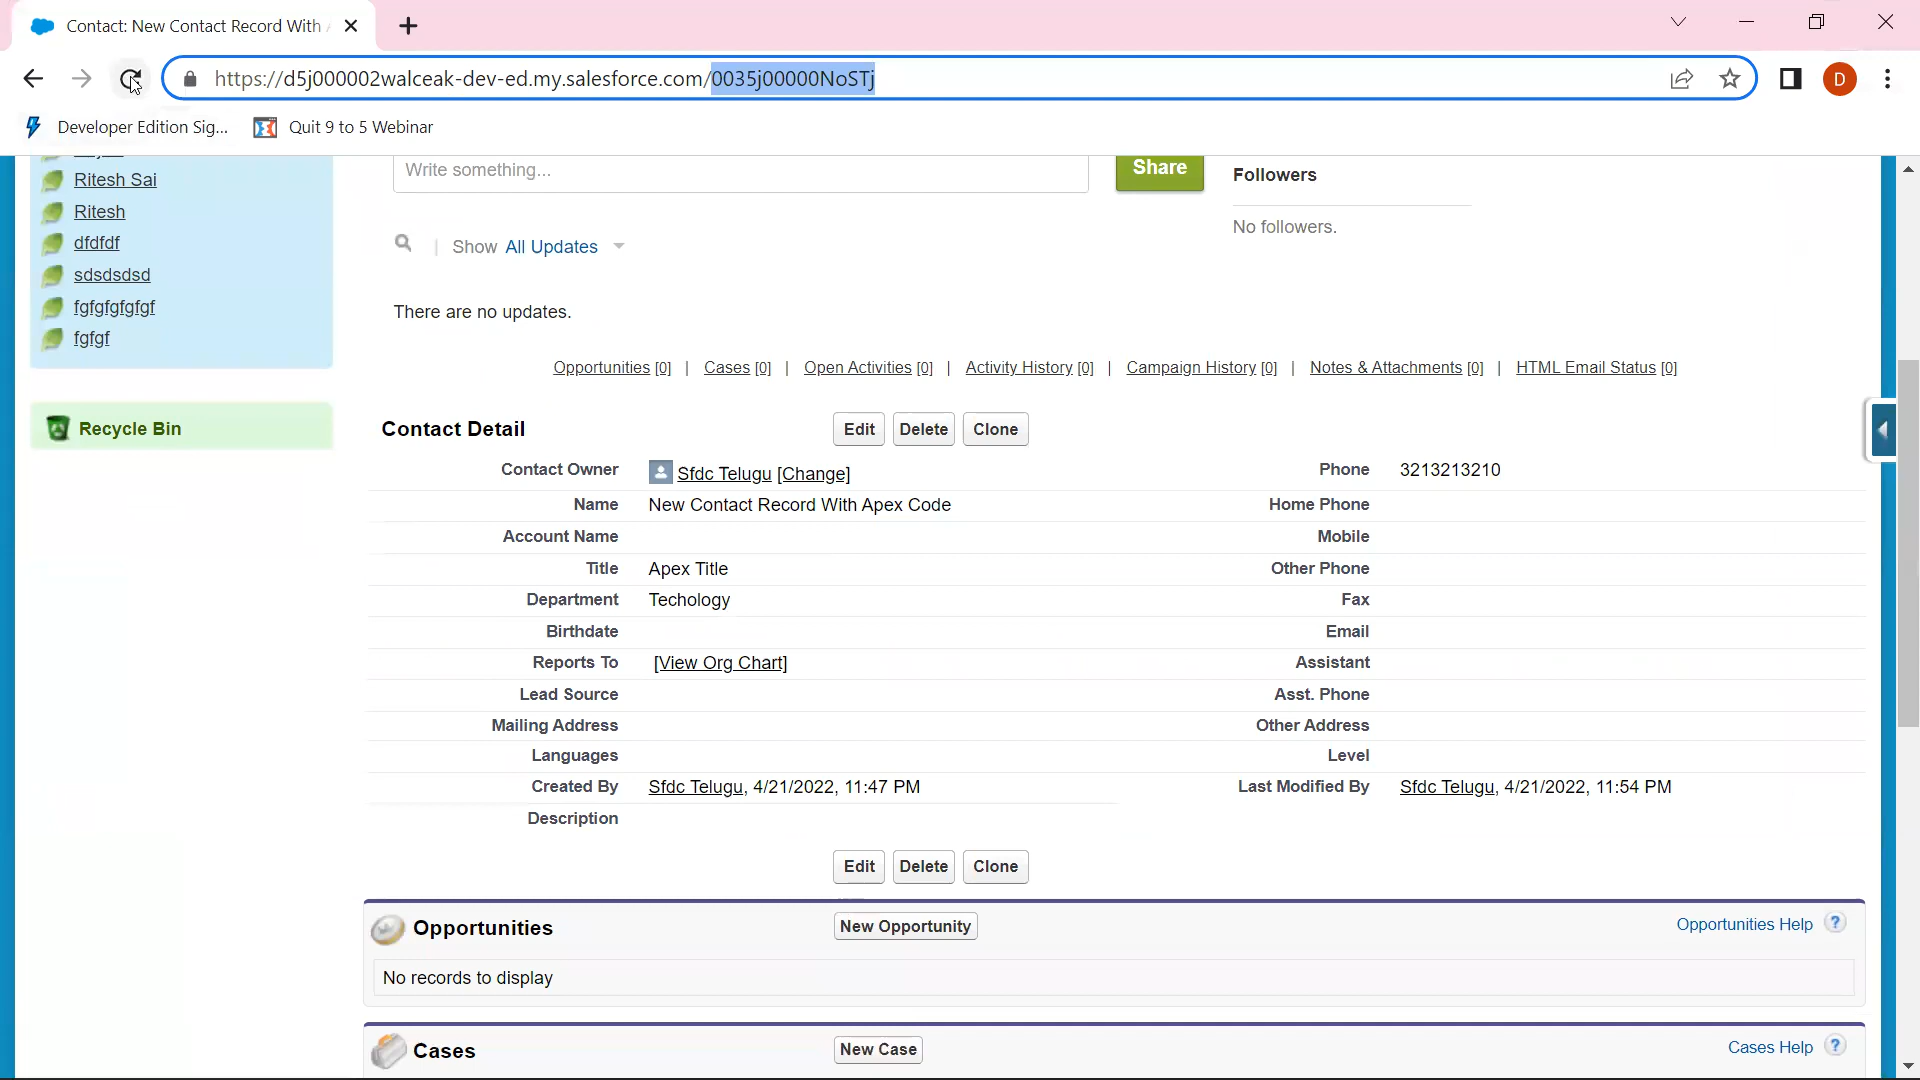 Contact: New Contact Record With
https://d5j000002walceak-dev-ed.my.salesforce.com/0035j00000NoSTj
D
Developer Edition Sig...
Quit 9 to 5 Webinar
Ritesh Sai
Ritesh
dfdfdf
sdsdsdsd
fgfgfgfgfgf
fgfgf
Recycle Bin
Write something...
Share
Followers
No followers.
Show All Updates
There are no updates.
Opportunities [0] | Cases [0] | Open Activities [0] | Activity History [0] | Campaign History [0] | Notes & Attachments [0] | HTML Email Status [0]
Contact Detail
Edit Delete Clone
Contact Owner Sfdc Telugu [Change] Phone 3213213210
Name New Contact Record With Apex Code Home Phone
Account Name Mobile
Title Apex Title Other Phone
Department Techology Fax
Birthdate Email
Reports To [View Org Chart] Assistant
Lead Source Asst. Phone
Mailing Address Other Address
Languages Level
Created By Sfdc Telugu, 4/21/2022, 11:47 PM Last Modified By Sfdc Telugu, 4/21/2022, 11:54 PM
Description
Edit Delete Clone
Opportunities New Opportunity Opportunities Help ?
No records to display
Cases New Case Cases Help ?